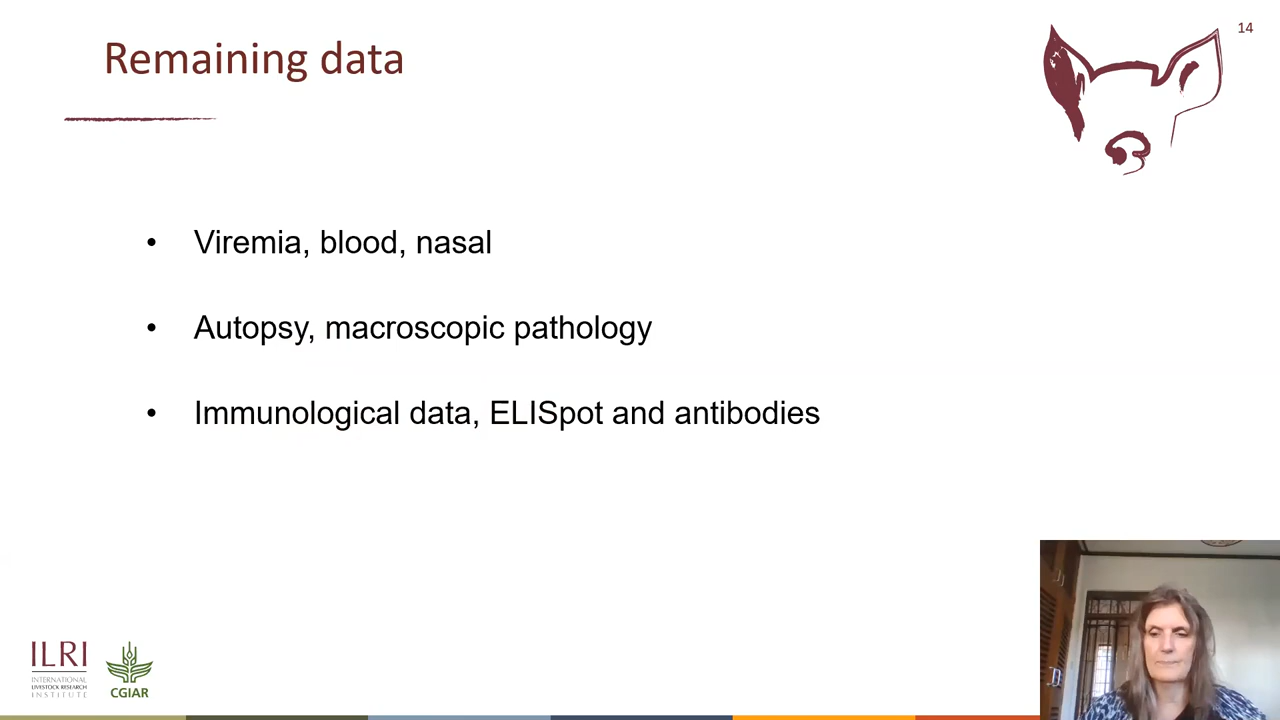 14
Remaining data
• Viremia, blood, nasal
• Autopsy, macroscopic pathology
• Immunological data, ELISpot and antibodies
ILRI
INTERNATIONAL
LIVESTOCK RESEARCH
INSTITUTE
CGIAR